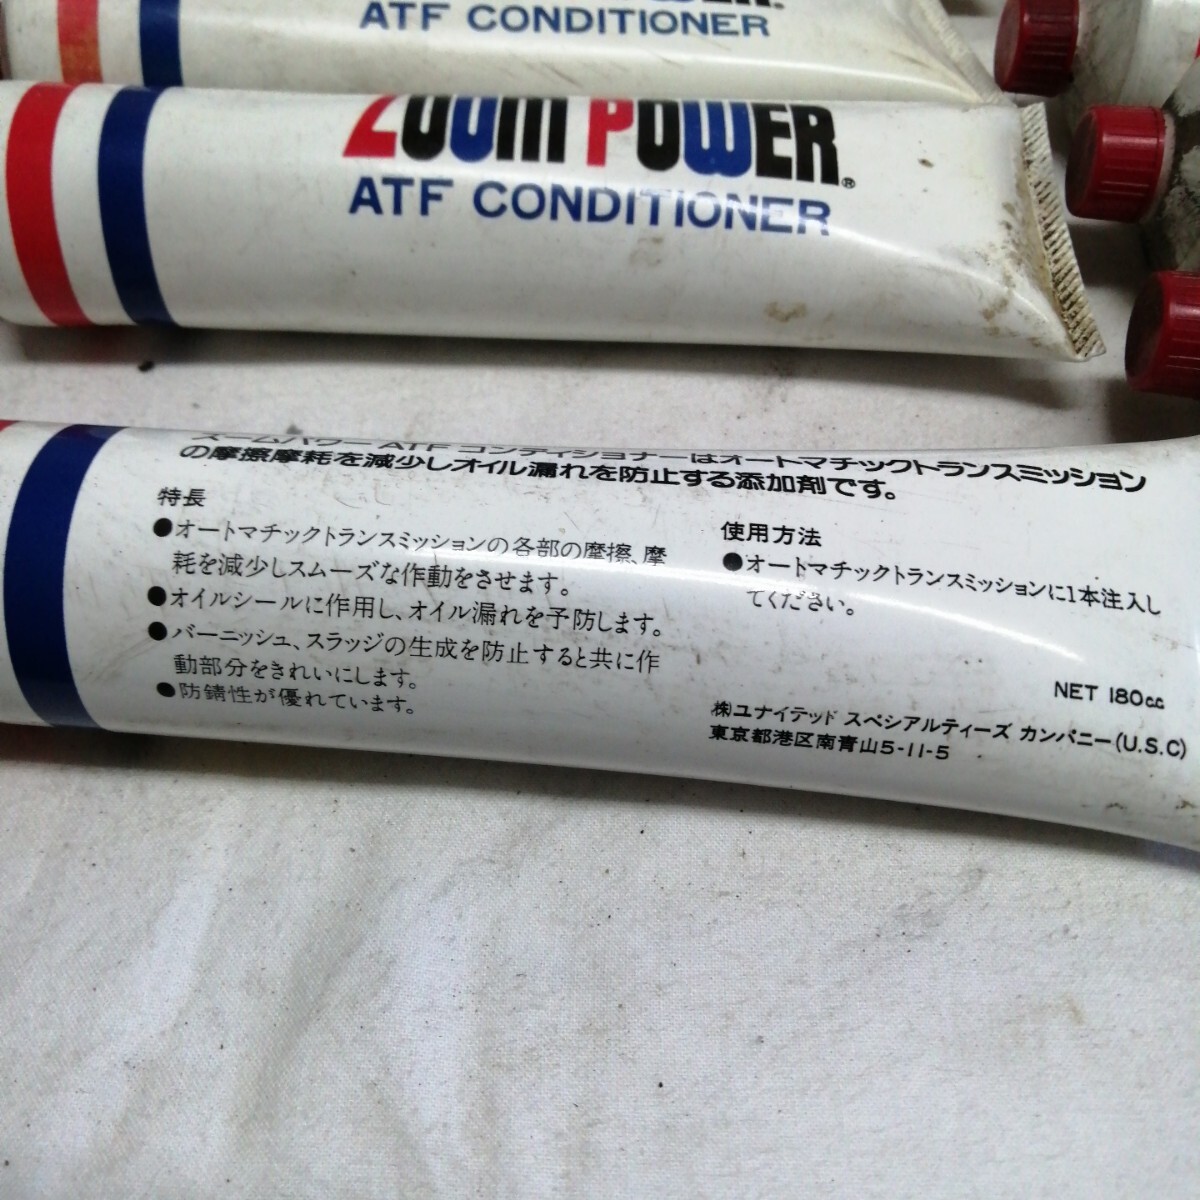 ATF CONDITIONER
ZOOM POWER®
ATF CONDITIONER
ズームパワーATFコンディショナーはオートマチックトランスミッション
の摩擦摩耗を減少しオイル漏れを防止する添加剤です。
特長
●オートマチックトランスミッションの各部の摩擦、摩
耗を減少しスムーズな作動をさせます。
●オイルシールに作用し、オイル漏れを予防します。
●バーニッシュ、スラッジの生成を防止すると共に作
動部分をきれいにします。
●防錆性が優れています。
使用方法
●オートマチックトランスミッションに1本注入し
てください。
NET 180cc
㈱ユナイテッド スペシアルティーズ カンパニー(U.S.C)
東京都港区南青山5-11-5